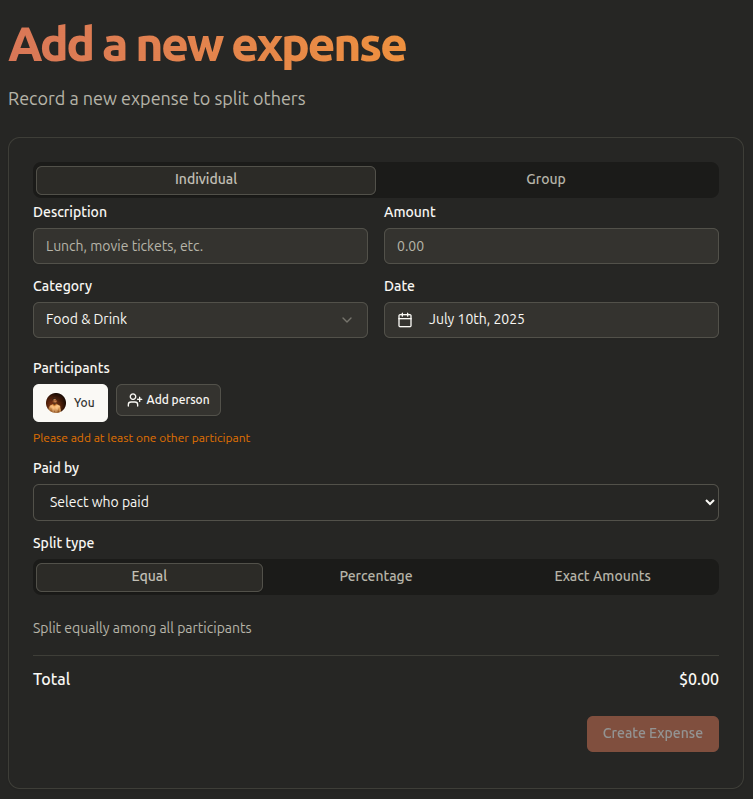 Add a new expense
Record a new expense to split others
Individual Group
Description Amount
Lunch, movie tickets, etc. 0.00
Category Date
Food & Drink July 10th, 2025
Participants
You Add person
Please add at least one other participant
Paid by
Select who paid
Split type
Equal Percentage Exact Amounts
Split equally among all participants
Total $0.00
Create Expense